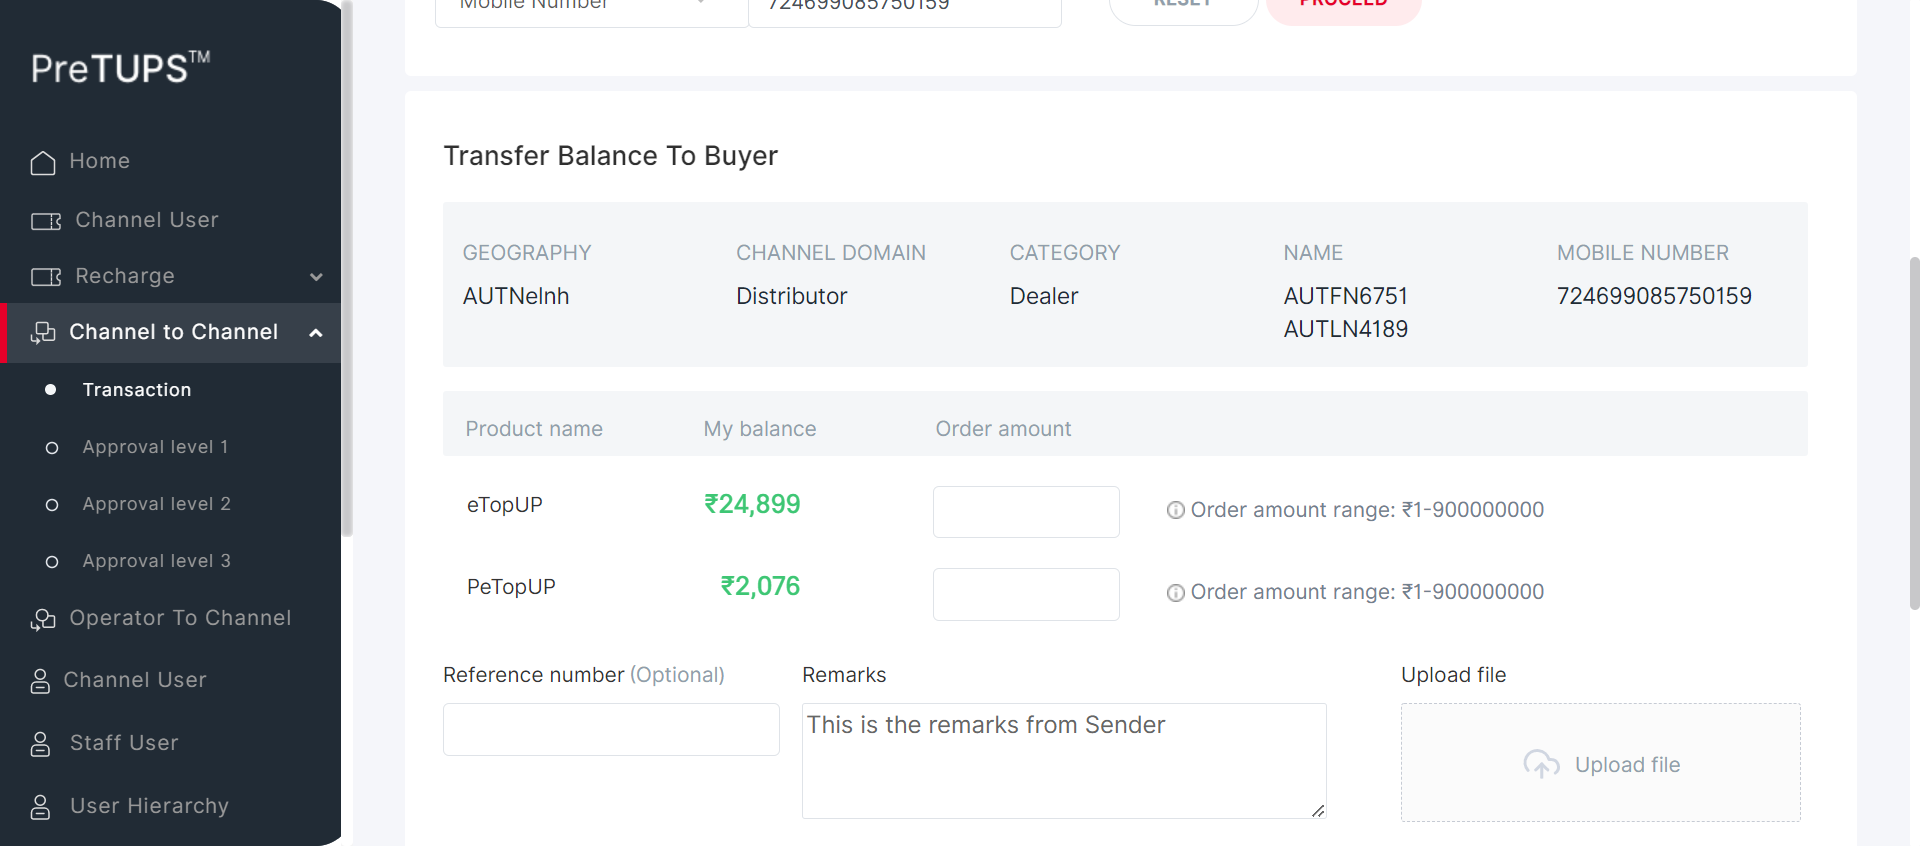 Mobile Number 724699085750159 RESET PROCEED
PreTUPS™
Home
Channel User
Recharge
Channel to Channel
Transaction
Approval level 1
Approval level 2
Approval level 3
Operator To Channel
Channel User
Staff User
User Hierarchy
Transfer Balance To Buyer
GEOGRAPHY CHANNEL DOMAIN CATEGORY NAME MOBILE NUMBER
AUTNelnh Distributor Dealer AUTFN6751 724699085750159
AUTLN4189
Product name My balance Order amount
eTopUP ₹24,899 Order amount range: ₹1-900000000
PeTopUP ₹2,076 Order amount range: ₹1-900000000
Reference number (Optional) Remarks Upload file
This is the remarks from Sender
Upload file